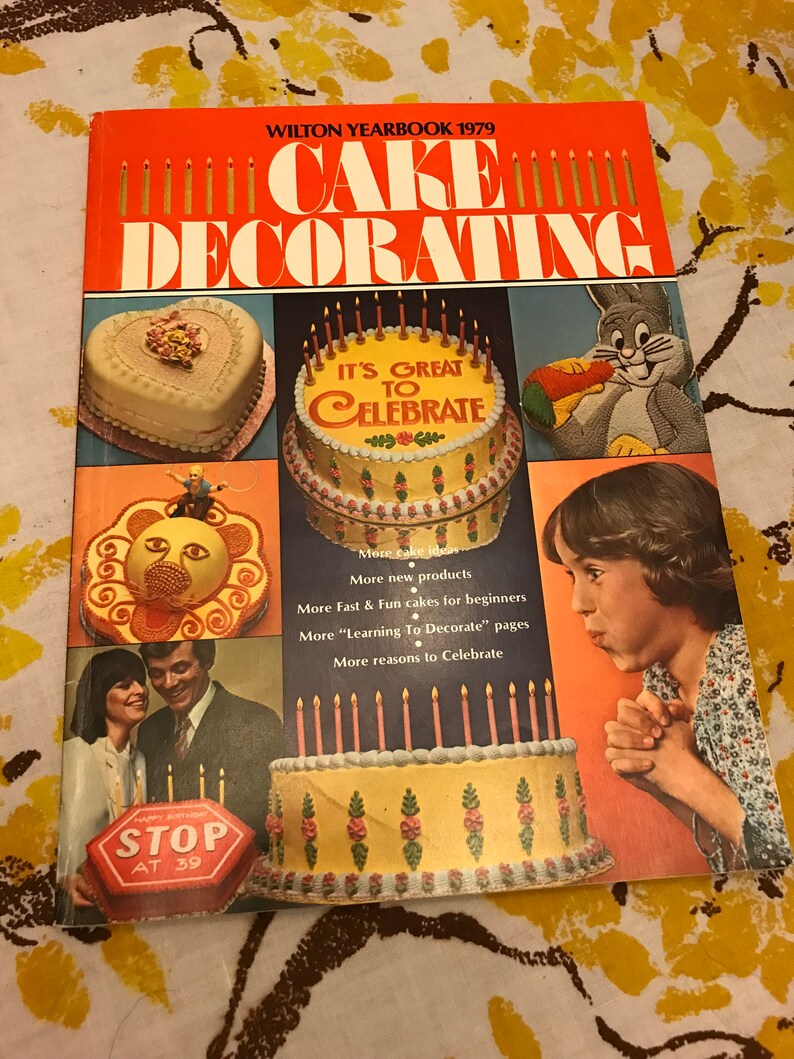 WILTON YEARBOOK 1979
CAKE
DECORATING
IT'S GREAT
TO
CELEBRATE
More cake ideas
•
More new products
•
More Fast & Fun cakes for beginners
•
More "Learning To Decorate" pages
•
More reasons to Celebrate
HAPPY BIRTHDAY
STOP
AT 39